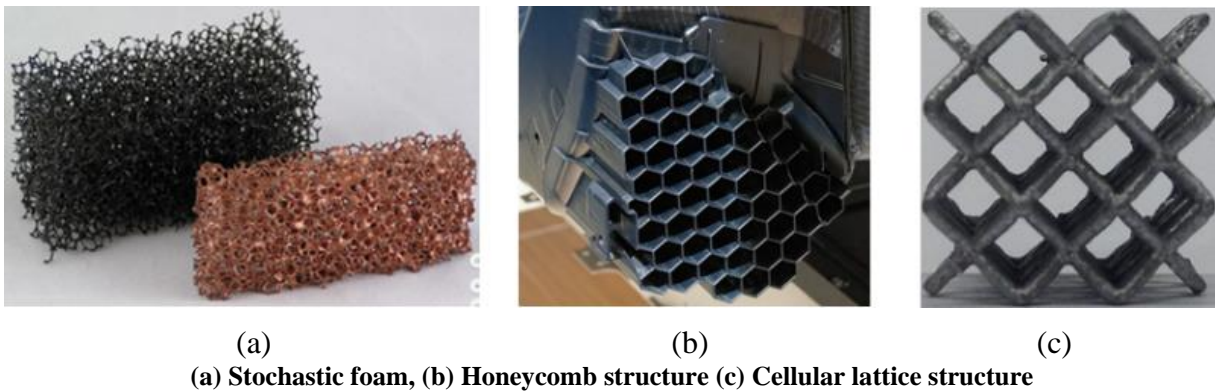 (a) (b) (c)
(a) Stochastic foam, (b) Honeycomb structure (c) Cellular lattice structure